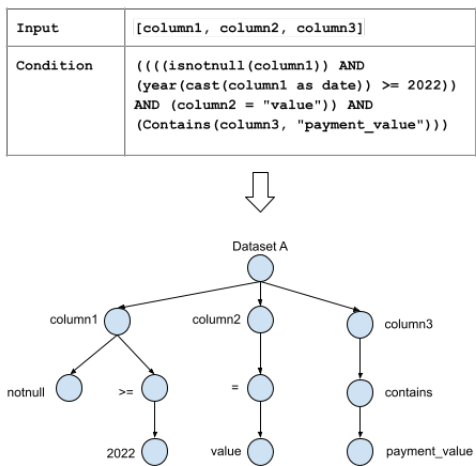 Input [column1, column2, column3]
Condition ((((isnotnull(column1)) AND
(year(cast(column1 as date)) >= 2022))
AND (column2 = "value")) AND
(Contains(column3, "payment_value")))
Dataset A
column1 column2 column3
notnull >= = contains
2022 value payment_value